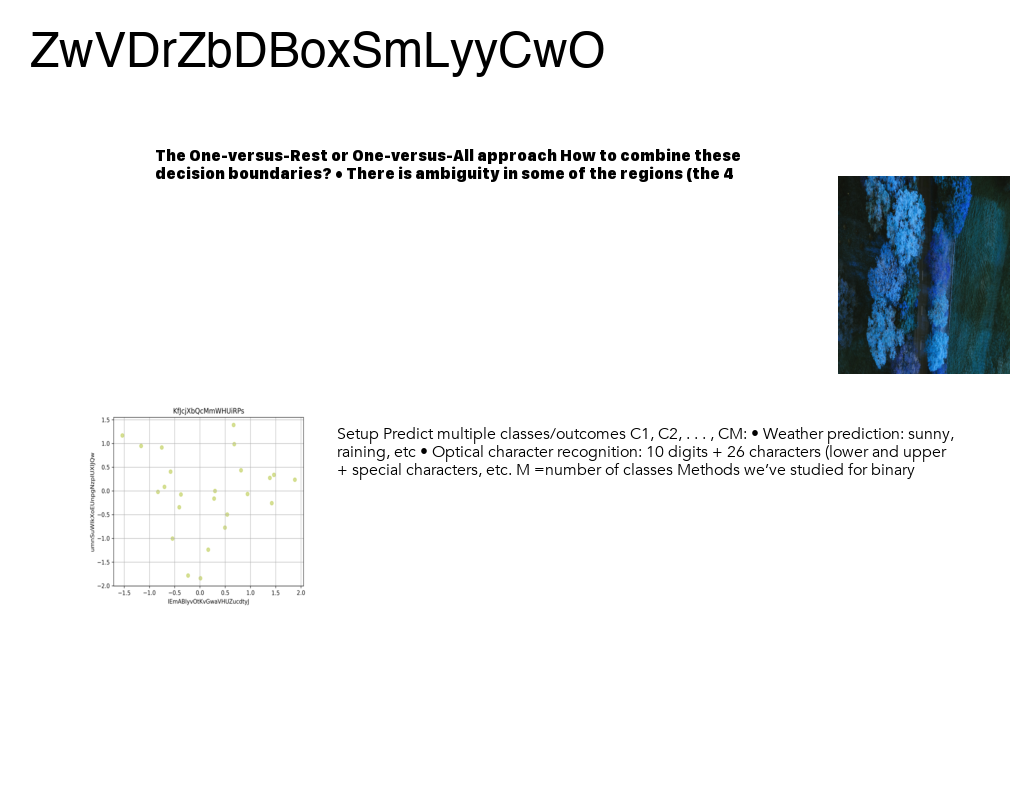 ZwVDrZbDBoxSmLyyCwO
The One-versus-Rest or One-versus-All approach How to combine these
decision boundaries? • There is ambiguity in some of the regions (the 4
KfjcjXbQcMmWHUiRPs
1.5
1.0
0.5
0.0
−0.5
−1.0
−1.5
−2.0
−1.5 −1.0 −0.5 0.0 0.5 1.0 1.5 2.0
Setup Predict multiple classes/outcomes C1, C2, . . . , CM: • Weather prediction: sunny,
raining, etc • Optical character recognition: 10 digits + 26 characters (lower and upper
+ special characters, etc. M =number of classes Methods we’ve studied for binary